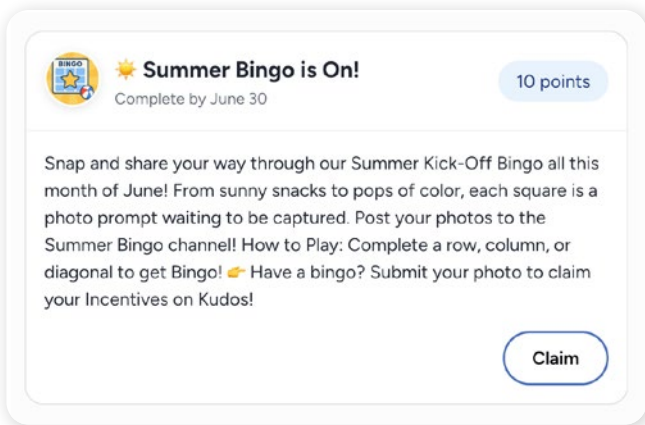 BINGO
☀️ Summer Bingo is On!
Complete by June 30
10 points
Snap and share your way through our Summer Kick-Off Bingo all this
month of June! From sunny snacks to pops of color, each square is a
photo prompt waiting to be captured. Post your photos to the
Summer Bingo channel! How to Play: Complete a row, column, or
diagonal to get Bingo! 👉 Have a bingo? Submit your photo to claim
your Incentives on Kudos!
Claim